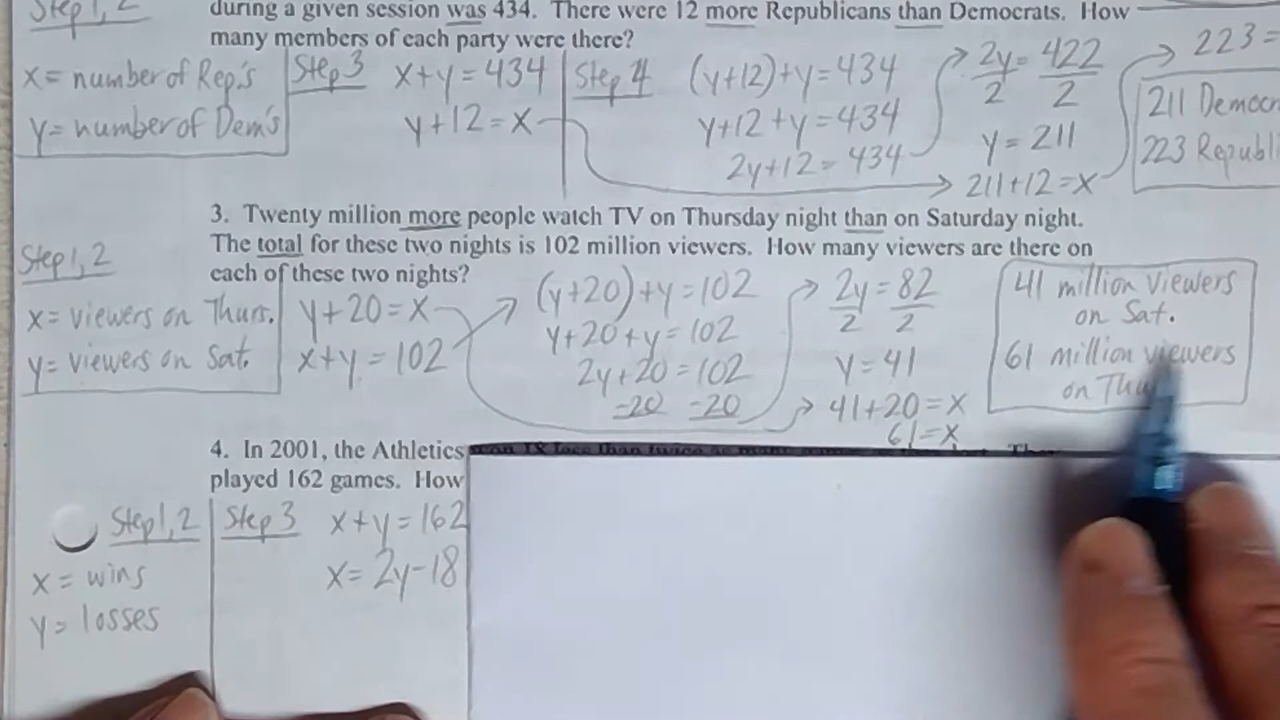 Step 1, 2
during a given session was 434. There were 12 more Republicans than Democrats. How
many members of each party were there?
x = number of Rep's
y = number of Dem's
Step 3
x + y = 434
y + 12 = x
Step 4
(y+12) + y = 434
y + 12 + y = 434
2y + 12 = 434
2y = 422
2 2
y = 211
211 + 12 = x
223 =
211 Democr
223 Republi
3. Twenty million more people watch TV on Thursday night than on Saturday night.
The total for these two nights is 102 million viewers. How many viewers are there on
each of these two nights?
Step 1, 2
x = viewers on Thurs.
y = viewers on Sat.
y + 20 = x
x + y = 102
(y+20) + y = 102
y + 20 + y = 102
2y + 20 = 102
-20 -20
2y = 82
2 2
y = 41
41 + 20 = x
61 = x
41 million viewers
on Sat.
61 million viewers
on Thu
4. In 2001, the Athletics
played 162 games. How
Step 1, 2
x = wins
y = losses
Step 3
x + y = 162
x = 2y - 18